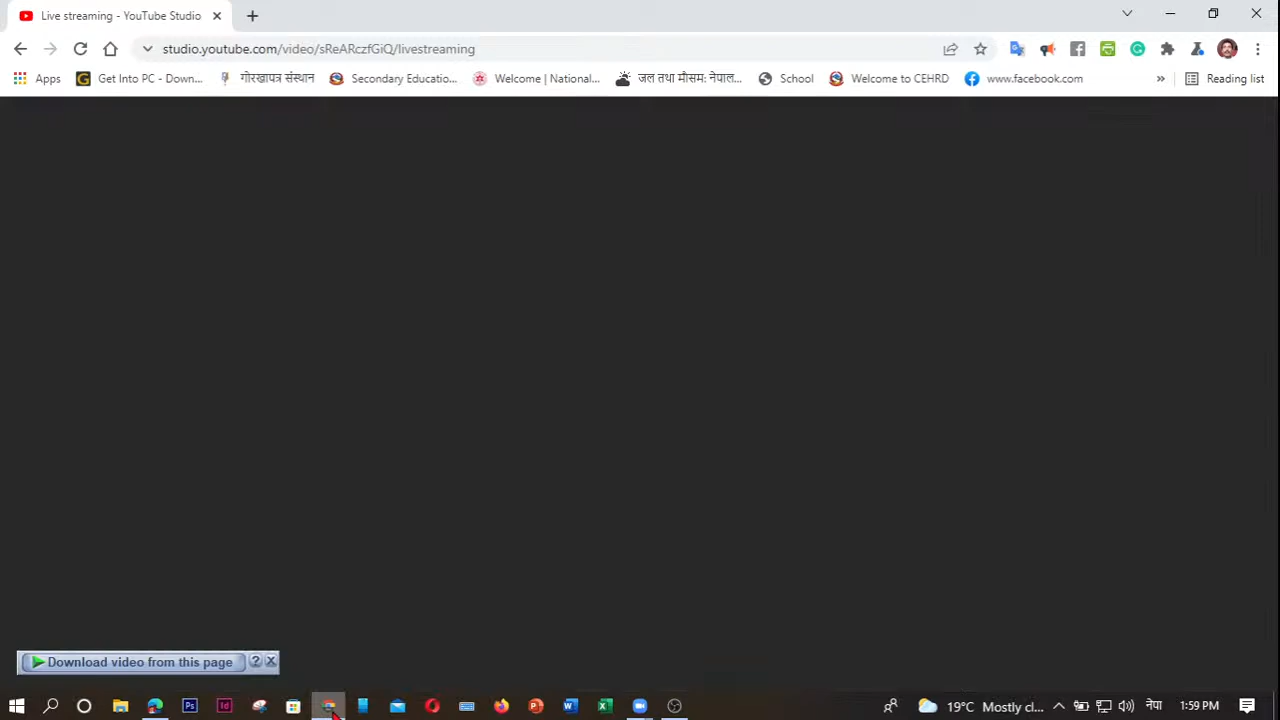 Live streaming - YouTube Studio
studio.youtube.com/video/sReARczfGiQ/livestreaming
Apps Get Into PC - Down... गोरखापत्र संस्थान Secondary Educatio... Welcome | National... जल तथा मौसमः नेपाल... School Welcome to CEHRD www.facebook.com » Reading list
Download video from this page ? X
Ps Id 19°C Mostly cl... नेपा 1:59 PM